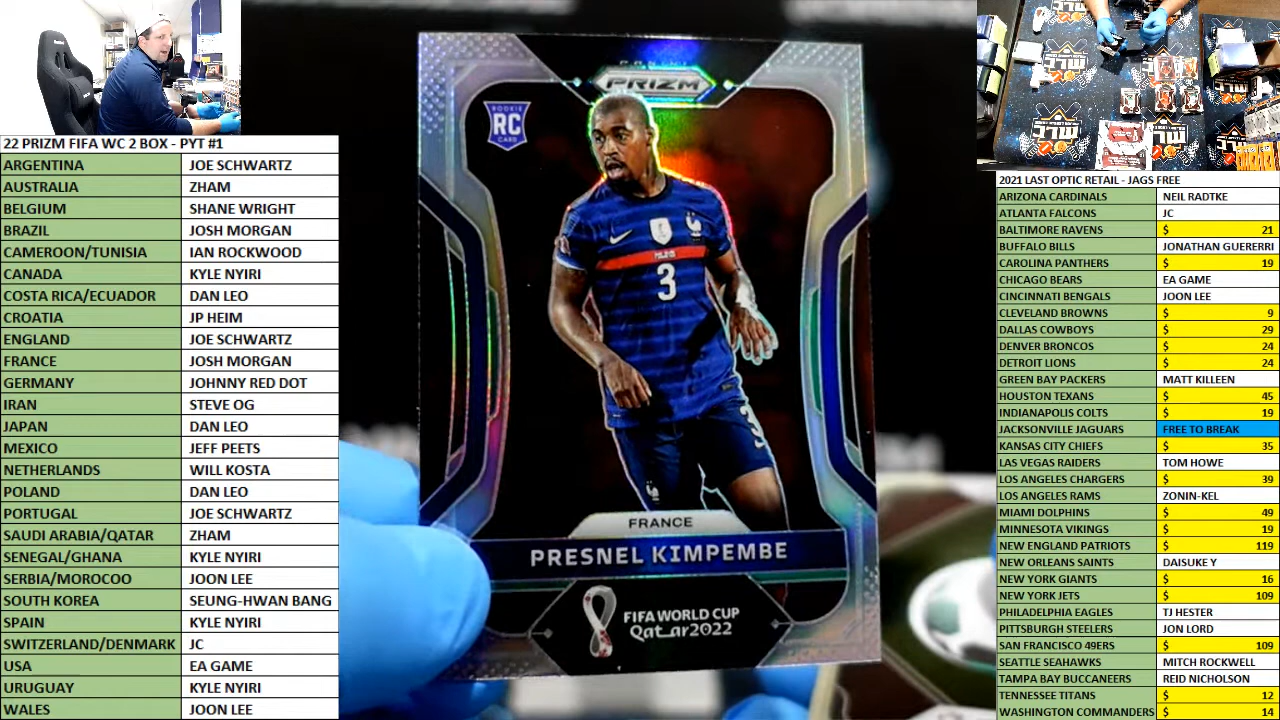 22 PRIZM FIFA WC 2 BOX - PYT #1
ARGENTINA JOE SCHWARTZ
AUSTRALIA ZHAM
BELGIUM SHANE WRIGHT
BRAZIL JOSH MORGAN
CAMEROON/TUNISIA IAN ROCKWOOD
CANADA KYLE NYIRI
COSTA RICA/ECUADOR DAN LEO
CROATIA JP HEIM
ENGLAND JOE SCHWARTZ
FRANCE JOSH MORGAN
GERMANY JOHNNY RED DOT
IRAN STEVE OG
JAPAN DAN LEO
MEXICO JEFF PEETS
NETHERLANDS WILL KOSTA
POLAND DAN LEO
PORTUGAL JOE SCHWARTZ
SAUDI ARABIA/QATAR ZHAM
SENEGAL/GHANA KYLE NYIRI
SERBIA/MOROCOO JOON LEE
SOUTH KOREA SEUNG-HWAN BANG
SPAIN KYLE NYIRI
SWITZERLAND/DENMARK JC
USA EA GAME
URUGUAY KYLE NYIRI
WALES JOON LEE
PANINI
PRIZM
ROOKIE
RC
CARD
3
3
FRANCE
PRESNEL KIMPEMBE
FIFA WORLD CUP
Qatar2022
2021 LAST OPTIC RETAIL - JAGS FREE
ARIZONA CARDINALS NEIL RADTKE
ATLANTA FALCONS JC
BALTIMORE RAVENS $ 21
BUFFALO BILLS JONATHAN GUERERRI
CAROLINA PANTHERS $ 19
CHICAGO BEARS EA GAME
CINCINNATI BENGALS JOON LEE
CLEVELAND BROWNS $ 9
DALLAS COWBOYS $ 29
DENVER BRONCOS $ 24
DETROIT LIONS $ 24
GREEN BAY PACKERS MATT KILLEEN
HOUSTON TEXANS $ 45
INDIANAPOLIS COLTS $ 19
JACKSONVILLE JAGUARS FREE TO BREAK
KANSAS CITY CHIEFS $ 35
LAS VEGAS RAIDERS TOM HOWE
LOS ANGELES CHARGERS $ 39
LOS ANGELES RAMS ZONIN-KEL
MIAMI DOLPHINS $ 49
MINNESOTA VIKINGS $ 19
NEW ENGLAND PATRIOTS $ 119
NEW ORLEANS SAINTS DAISUKE Y
NEW YORK GIANTS $ 16
NEW YORK JETS $ 109
PHILADELPHIA EAGLES TJ HESTER
PITTSBURGH STEELERS JON LORD
SAN FRANCISCO 49ERS $ 109
SEATTLE SEAHAWKS MITCH ROCKWELL
TAMPA BAY BUCCANEERS REID NICHOLSON
TENNESSEE TITANS $ 12
WASHINGTON COMMANDERS $ 14